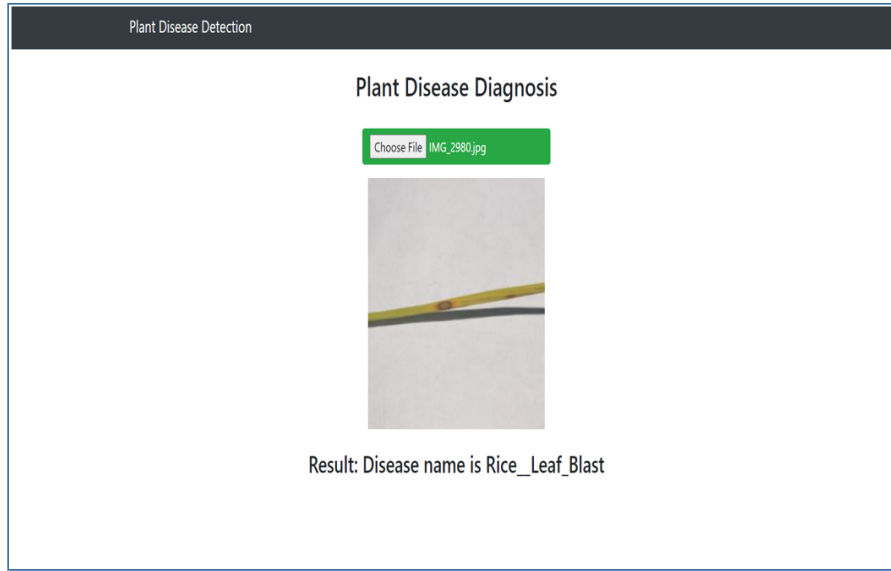 Plant Disease Detection
Plant Disease Diagnosis
Choose File IMG_2980.jpg
Result: Disease name is Rice__Leaf_Blast